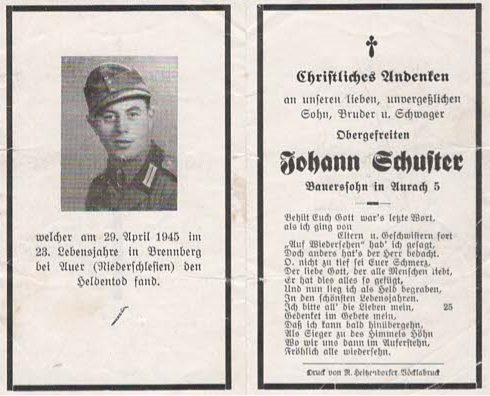 welcher am 29. April 1945 im
23. Lebensjahre in Brennberg
bei Auer (Niederschlesien) den
Heldentod fand.
Christliches Andenken
an unseren lieben, unvergeßlichen
Sohn, Bruder u. Schwager
Obergefreiten
Johann Schuster
Bauerssohn in Aurach 5
Behüt Euch Gott war's letzte Wort,
als ich ging von
Eltern u. Geschwistern fort
„Auf Wiedersehen" hab' ich gesagt,
Doch anders hat's der Herr bedacht.
O. nicht zu tief sei Euer Schmerz,
Der liebe Gott, der alle Menschen liebt,
Er hat dies alles so gefügt,
Und nun lieg ich als Held begraben,
In den schönsten Lebensjahren.
Ich bitte all' die Lieben mein, 25
Gedenket im Gebete mein,
Daß ich kann bald hinübergehn,
Als Sieger zu des Himmels Höhn
Wo wir uns dann im Auferstehn,
Fröhlich alle wiedersehn.
Druck von R. Heitzendorfer Vöcklabruck